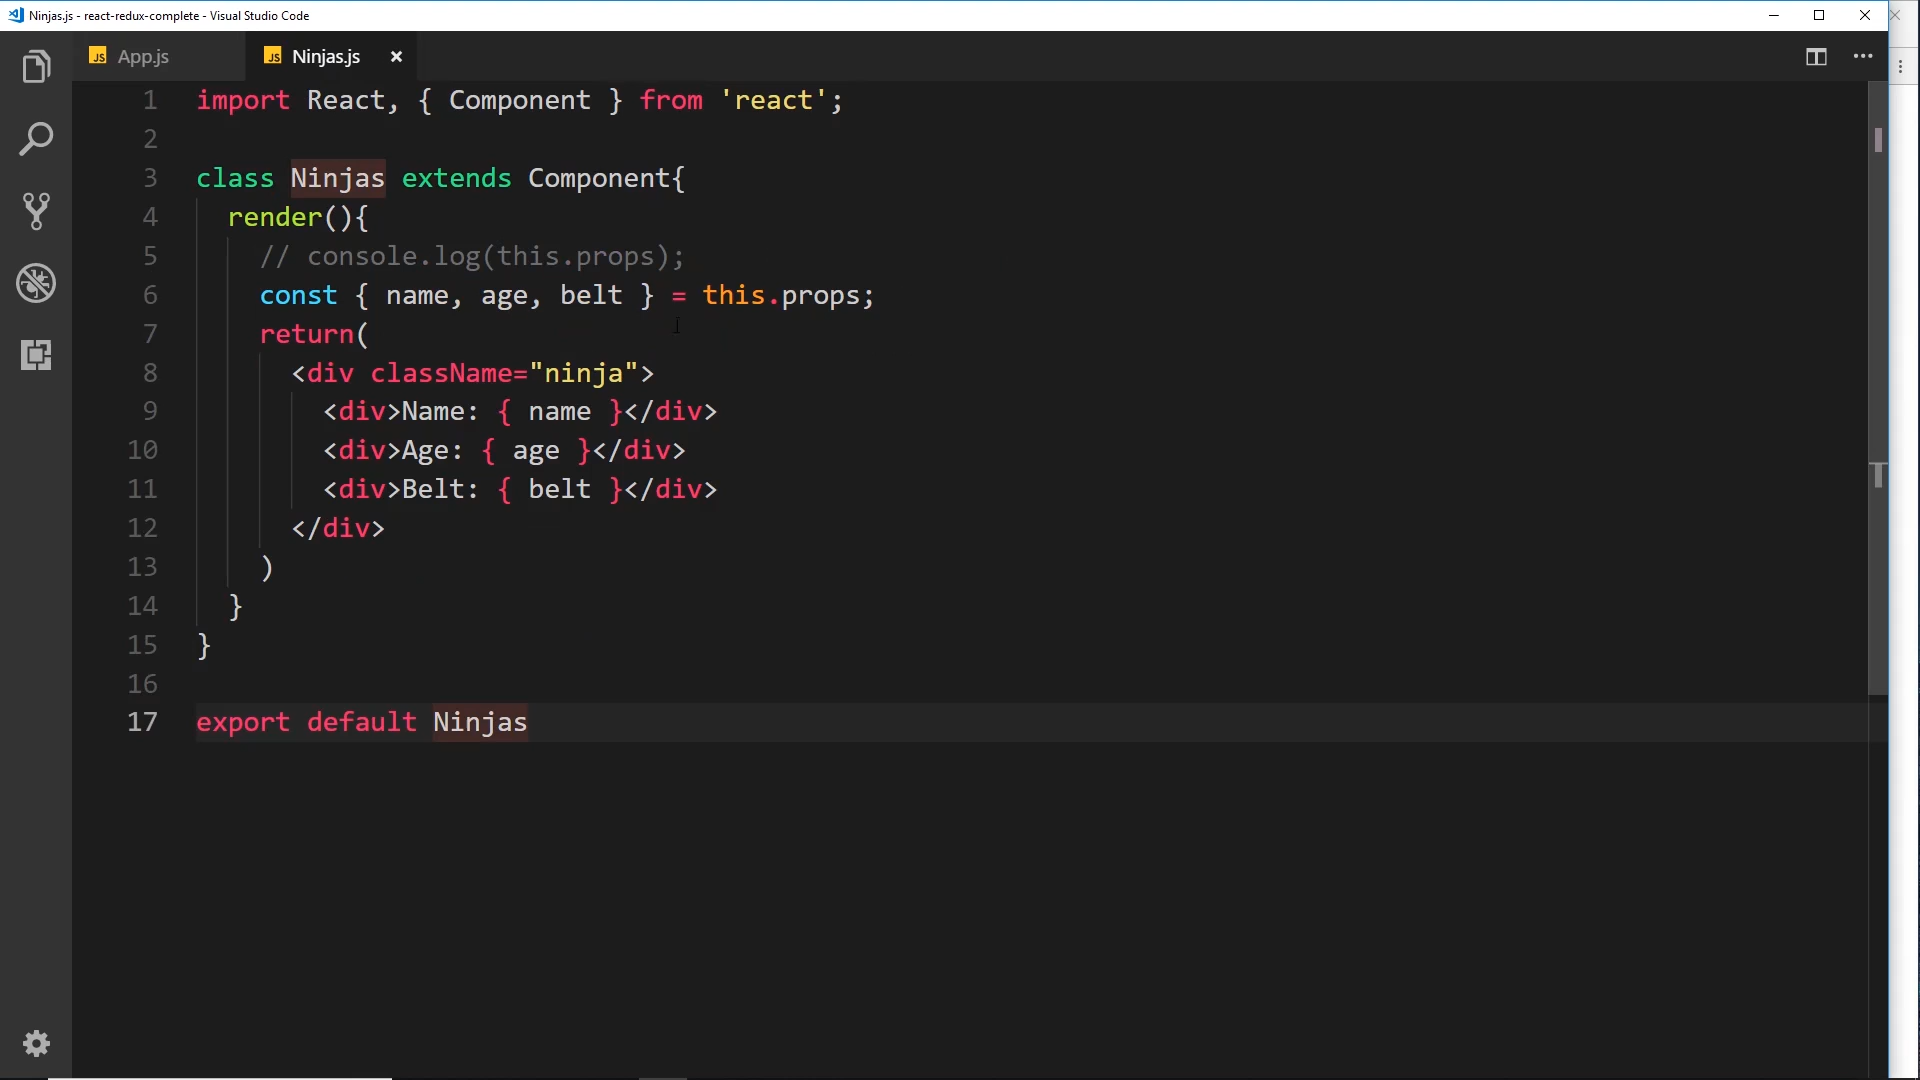 Ninjas.js - react-redux-complete - Visual Studio Code
JS App.js
JS Ninjas.js
1 import React, { Component } from 'react';
2
3 class Ninjas extends Component{
4 render(){
5 // console.log(this.props);
6 const { name, age, belt } = this.props;
7 return(
8 <div className="ninja">
9 <div>Name: { name }</div>
10 <div>Age: { age }</div>
11 <div>Belt: { belt }</div>
12 </div>
13 )
14 }
15 }
16
17 export default Ninjas